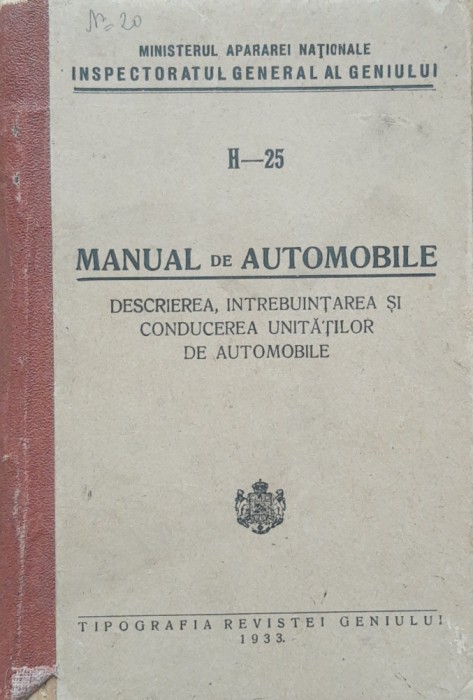 N= 20
MINISTERUL APARAREI NAȚIONALE
INSPECTORATUL GENERAL AL GENIULUI
H—25
MANUAL DE AUTOMOBILE
DESCRIEREA, INTREBUINȚAREA ȘI
CONDUCEREA UNITĂȚILOR
DE AUTOMOBILE
TIPOGRAFIA REVISTEI GENIULUI
1933.